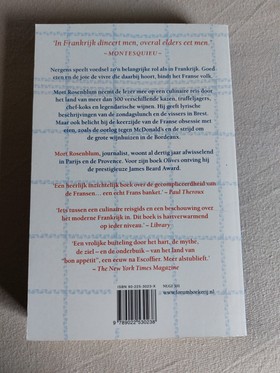 'In Frankrijk dineert men, overal elders eet men.'
– MONTESQUIEU –
Nergens speelt voedsel zo'n belangrijke rol als in Frankrijk. Goed
eten en de joie de vivre die daarbij hoort, bindt het Franse volk.
Mort Rosenblum neemt de lezer mee op een culinaire reis door
het land van meer dan 300 verschillende kazen, truffeljagers,
chef-koks en legendarische wijnen. Hij geeft lyrische
beschrijvingen van de zondagslunch en de vissers in Brest.
Maar ook belicht hij de keerzijde van de Franse obsessie met
eten, zoals de oorlog tegen McDonald's en de strijd om
de grote wijndomeinen in de Bordeaux.
Mort Rosenblum, journalist, woont al dertig jaar afwisselend
in Parijs en de Provence. Voor zijn boek Olives ontving hij de
prestigieuze James Beard Award.
'Een heerlijk inzichtelijk boek over de gecompliceerdheid van
de Fransen… een echt Frans banket.' – Paul Theroux
'Iets tussen een culinaire reisgids en een beschouwing over
het moderne Frankrijk in. Dit boek is hartverwarmend
op ieder niveau.' – Library
'Een vrolijke buiteling door het hart, de mythe,
de ziel – en de onderbuik – van het land van
"bon appétit", een eeuw na Escoffier. Meer alstublieft.'
– The New York Times Magazine
9 789022 530238